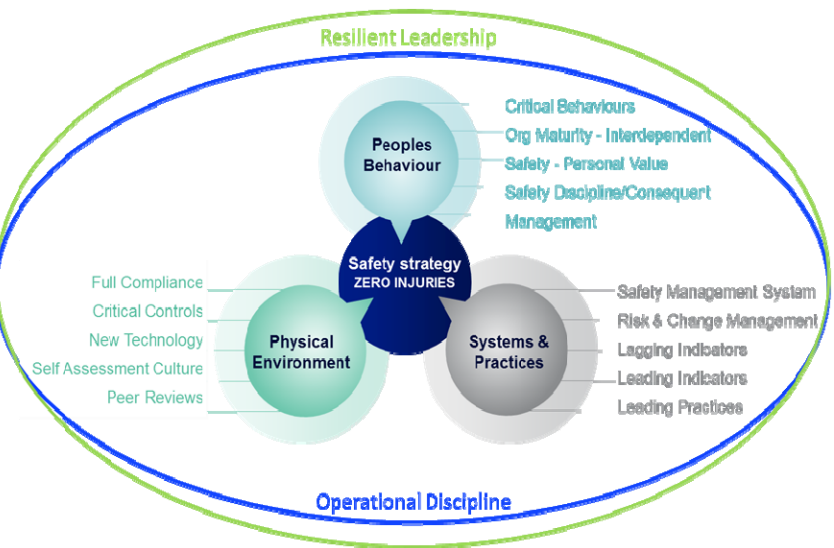 Resilient Leadership
Peoples
Behaviour
Critical Behaviours
Org Maturity - Interdependent
Safety - Personal Value
Safety Discipline/Consequent
Management
Safety strategy
ZERO INJURIES
Full Compliance
Critical Controls
New Technology
Self Assessment Culture
Peer Reviews
Physical
Environment
Systems &
Practices
Safety Management System
Risk & Change Management
Lagging Indicators
Leading Indicators
Leading Practices
Operational Discipline